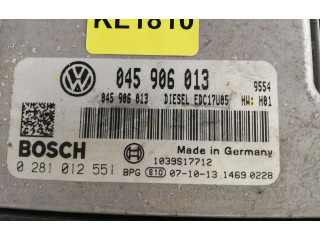 KE1810
045 906 013
045 906 013 DIESEL EDC17U05 HW: H01
9554
BOSCH
Made in Germany
1039S17712
0 281 012 551 BPG 810 07-10-13 1469 0228